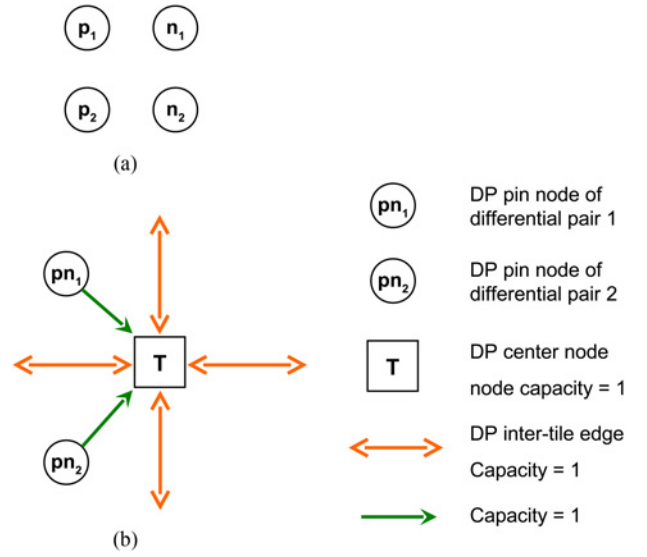 p₁ n₁
p₂ n₂
(a)
pn₁
T
pn₂
(b)
pn₁ DP pin node of
differential pair 1
pn₂ DP pin node of
differential pair 2
T DP center node
node capacity = 1
DP inter-tile edge
Capacity = 1
Capacity = 1